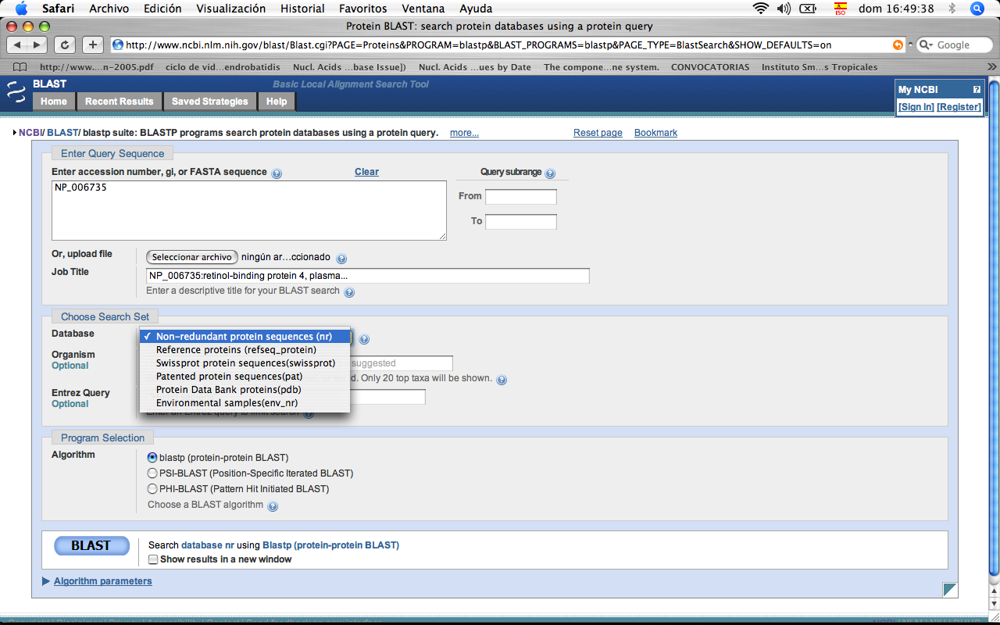 Safari Archivo Edición Visualización Historial Favoritos Ventana Ayuda ISO dom 16:49:38
Protein BLAST: search protein databases using a protein query
http://www.ncbi.nlm.nih.gov/blast/Blast.cgi?PAGE=Proteins&PROGRAM=blastp&BLAST_PROGRAMS=blastp&PAGE_TYPE=BlastSearch&SHOW_DEFAULTS=on Google
http://www....n-2005.pdf ciclo de vid...endrobatidis Nucl. Acids ...base Issue]) Nucl. Acids ...ues by Date The compone...ne system. CONVOCATORIAS Instituto Sm...s Tropicales
BLAST Basic Local Alignment Search Tool
Home Recent Results Saved Strategies Help
My NCBI ?
[Sign In] [Register]
NCBI/ BLAST/ blastp suite: BLASTP programs search protein databases using a protein query. more... Reset page Bookmark
Enter Query Sequence
Enter accession number, gi, or FASTA sequence ? Clear Query subrange ?
NP_006735
From
To
Or, upload file Seleccionar archivo ningún ar...ccionado ?
Job Title NP_006735:retinol-binding protein 4, plasma...
Enter a descriptive title for your BLAST search ?
Choose Search Set
Database ✓ Non-redundant protein sequences (nr) ?
Reference proteins (refseq_protein)
Organism
Swissprot protein sequences(swissprot) suggested
Optional
Patented protein sequences(pat) d. Only 20 top taxa will be shown. ?
Protein Data Bank proteins(pdb)
Entrez Query
Environmental samples(env_nr)
Optional
Enter an Entrez query to limit search ?
Program Selection
Algorithm blastp (protein-protein BLAST)
PSI-BLAST (Position-Specific Iterated BLAST)
PHI-BLAST (Pattern Hit Initiated BLAST)
Choose a BLAST algorithm ?
BLAST Search database nr using Blastp (protein-protein BLAST)
Show results in a new window
Algorithm parameters